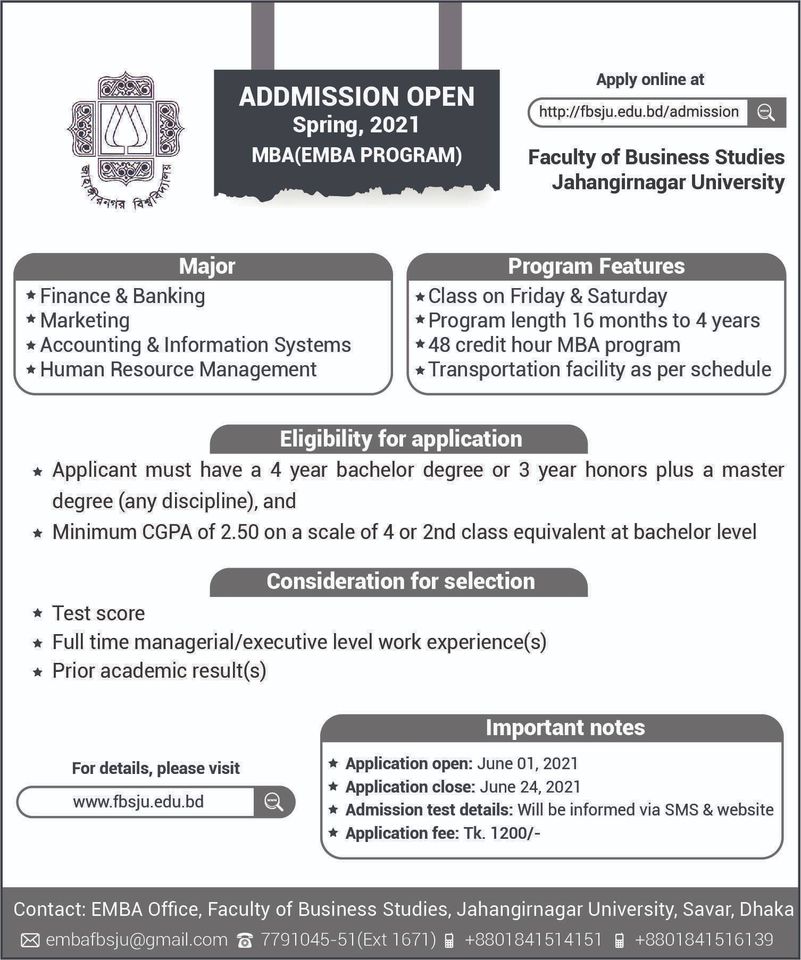 ADDMISSION OPEN
Spring, 2021
MBA(EMBA PROGRAM)
Apply online at
http://fbsju.edu.bd/admission
Faculty of Business Studies
Jahangirnagar University
জাহাঙ্গীরনগর বিশ্ববিদ্যালয়
Major
Finance & Banking
Marketing
Accounting & Information Systems
Human Resource Management
Program Features
Class on Friday & Saturday
Program length 16 months to 4 years
48 credit hour MBA program
Transportation facility as per schedule
Eligibility for application
Applicant must have a 4 year bachelor degree or 3 year honors plus a master
degree (any discipline), and
Minimum CGPA of 2.50 on a scale of 4 or 2nd class equivalent at bachelor level
Consideration for selection
Test score
Full time managerial/executive level work experience(s)
Prior academic result(s)
For details, please visit
www.fbsju.edu.bd
Important notes
Application open: June 01, 2021
Application close: June 24, 2021
Admission test details: Will be informed via SMS & website
Application fee: Tk. 1200/-
Contact: EMBA Office, Faculty of Business Studies, Jahangirnagar University, Savar, Dhaka
embafbsju@gmail.com 7791045-51(Ext 1671) +8801841514151 +8801841516139